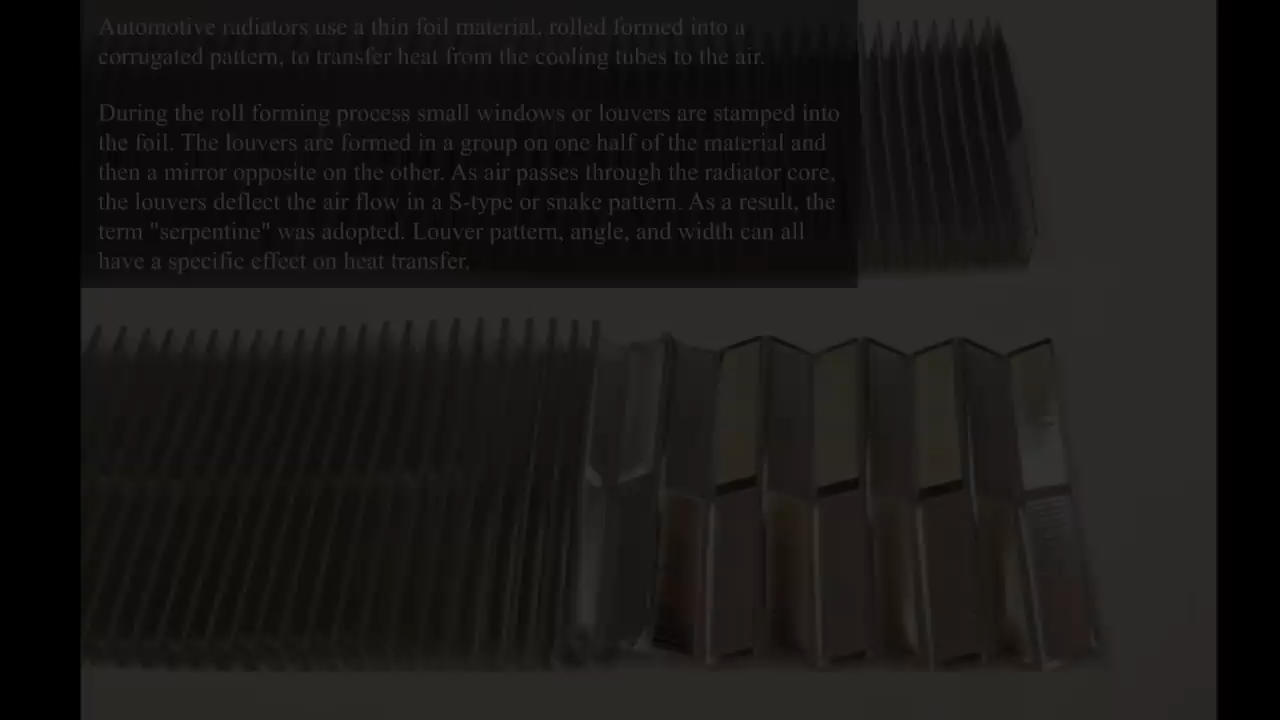 Automotive radiators use a thin foil material, rolled formed into a
corrugated pattern, to transfer heat from the cooling tubes to the air.
During the roll forming process small windows or louvers are stamped into
the foil. The louvers are formed in a group on one half of the material and
then a mirror opposite on the other. As air passes through the radiator core,
the louvers deflect the air flow in a S-type or snake pattern. As a result, the
term "serpentine" was adopted. Louver pattern, angle, and width can all
have a specific effect on heat transfer.